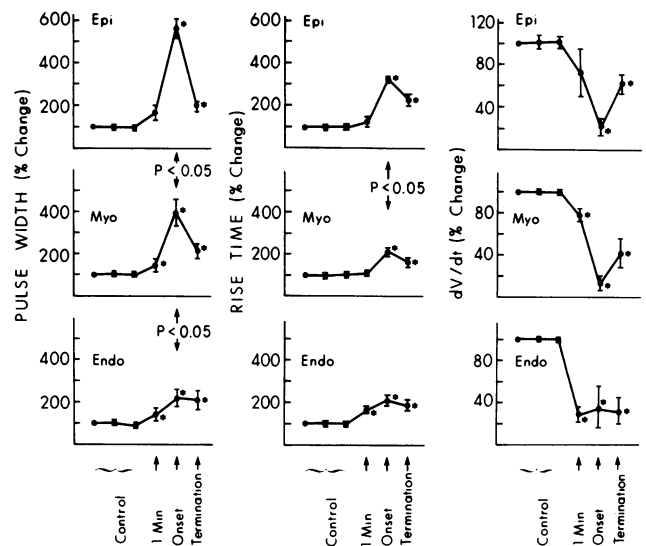 PULSE WIDTH (% Change)
Epi
600
400
200
*
*
P < 0.05
Myo
400
200
*
*
*
P < 0.05
Endo
400
200
*
*
*
Control
1 Min
Onset
Termination
RISE TIME (% Change)
Epi
600
400
200
*
*
P < 0.05
Myo
400
200
*
*
Endo
400
200
*
*
*
Control
1 Min
Onset
Termination
dV/dt (% Change)
Epi
120
80
40
*
*
Myo
80
40
*
*
*
Endo
80
40
*
*
*
Control
1 Min
Onset
Termination